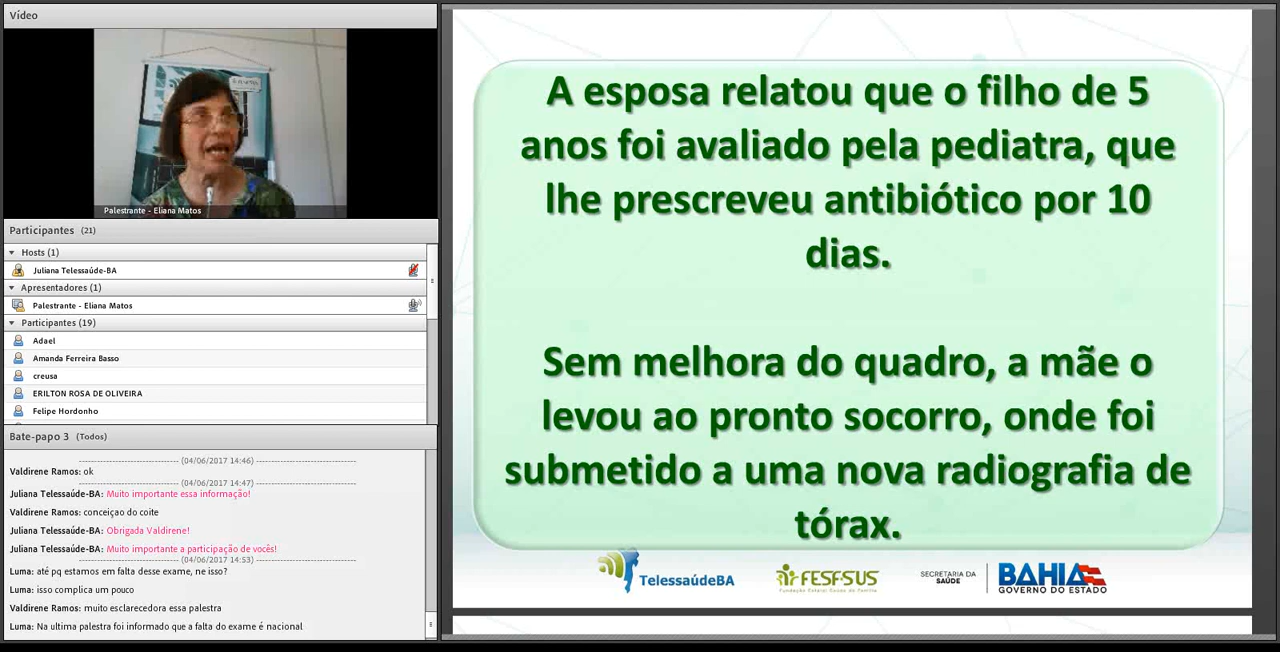 Vídeo
Palestrante - Eliana Matos
Participantes (21)
Hosts (1)
Juliana Telessaúde-BA
Apresentadores (1)
Palestrante - Eliana Matos
Participantes (19)
Adael
Amanda Ferreira Basso
creusa
ERILTON ROSA DE OLIVEIRA
Felipe Hordonho
Bate-papo 3 (Todos)
------------------------------- (04/06/2017 14:46) -------------------------------
Valdirene Ramos: ok
------------------------------- (04/06/2017 14:47) -------------------------------
Juliana Telessaúde-BA: Muito importante essa informação!
Valdirene Ramos: conceiçao do coite
Juliana Telessaúde-BA: Obrigada Valdirene!
Juliana Telessaúde-BA: Muito importante a participação de vocês!
------------------------------- (04/06/2017 14:53) -------------------------------
Luma: até pq estamos em falta desse exame, ne isso?
Luma: isso complica um pouco
Valdirene Ramos: muito esclarecedora essa palestra
Luma: Na ultima palestra foi informado que a falta do exame é nacional
A esposa relatou que o filho de 5
anos foi avaliado pela pediatra, que
lhe prescreveu antibiótico por 10
dias.
Sem melhora do quadro, a mãe o
levou ao pronto socorro, onde foi
submetido a uma nova radiografia de
tórax.
TelessaúdeBA
FESFSUS
Fundação Estatal Saúde da Família
SECRETARIA DA
SAÚDE
BAHIA
GOVERNO DO ESTADO